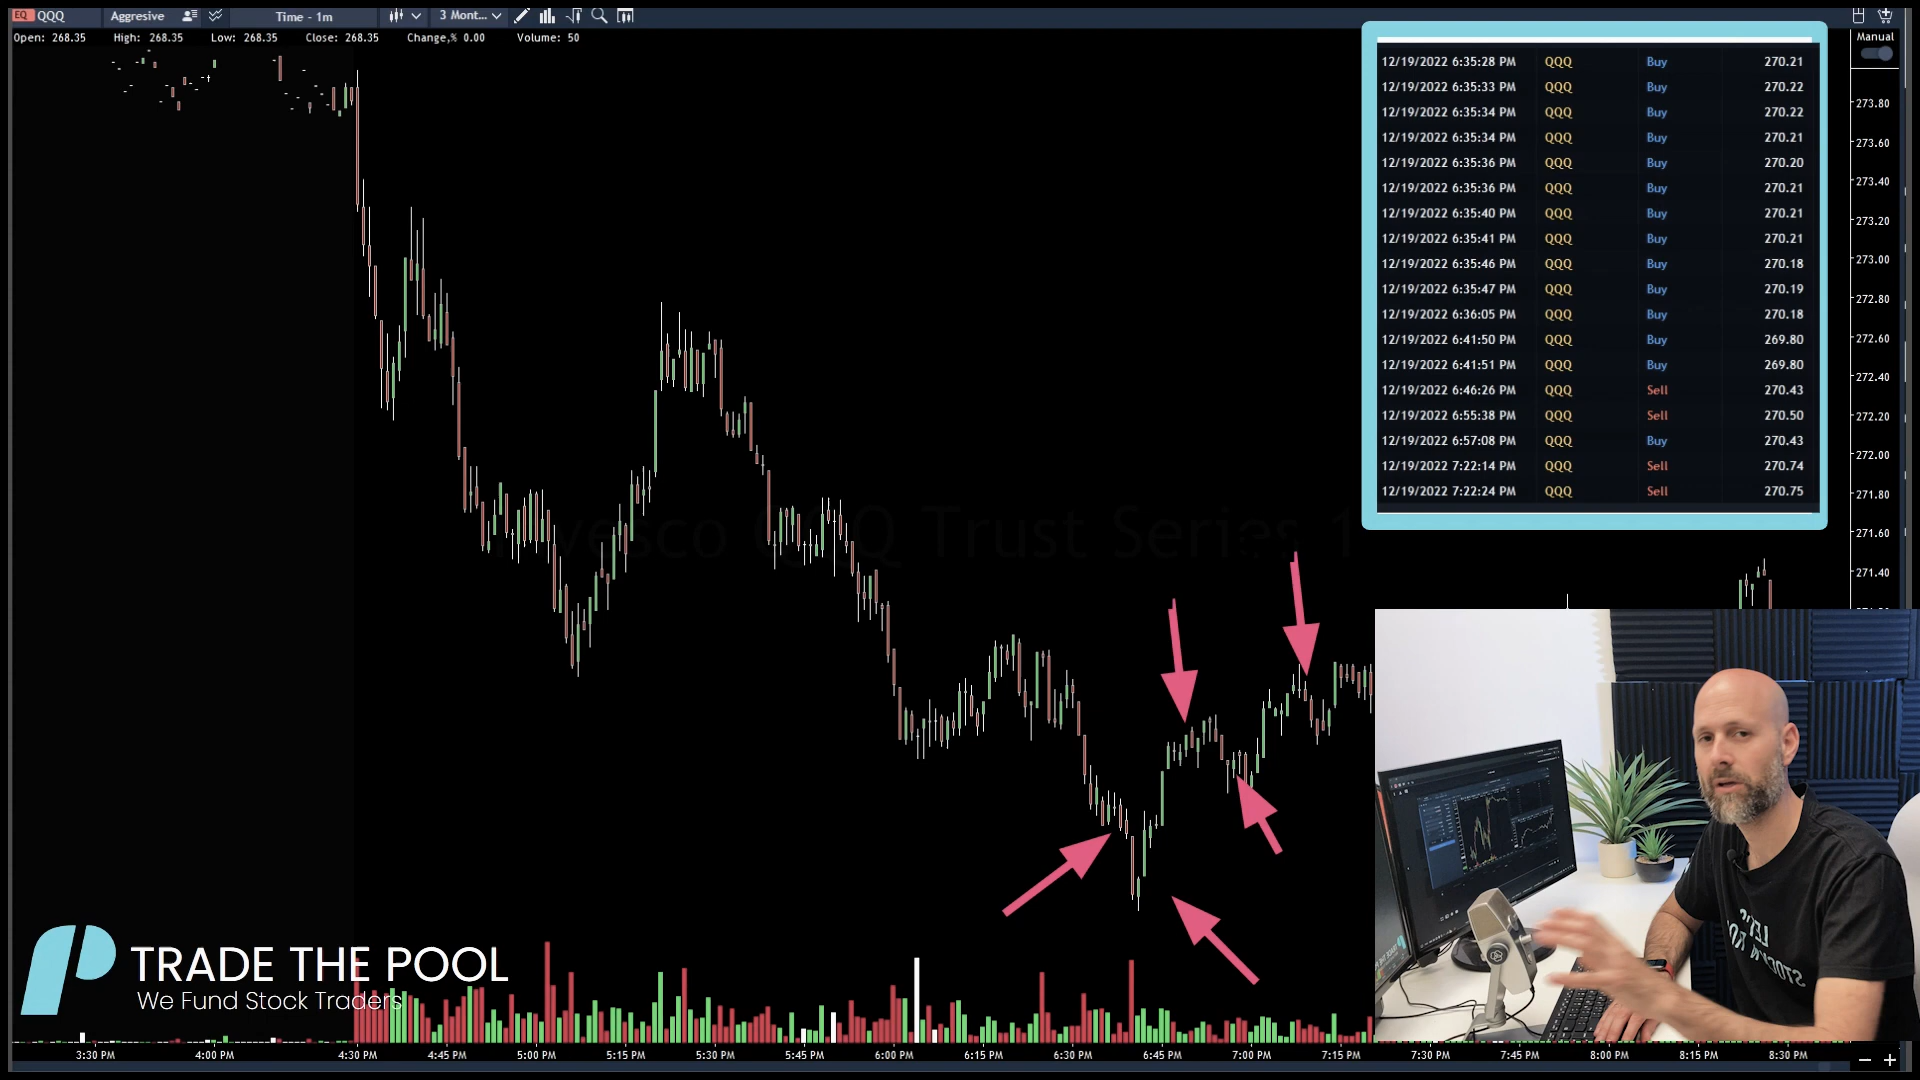 EQ QQQ Aggresive Time - 1m 3 Mont...
Open: 268.35 High: 268.35 Low: 268.35 Close: 268.35 Change,% 0.00 Volume: 50
Manual
12/19/2022 6:35:28 PM QQQ Buy 270.21
12/19/2022 6:35:33 PM QQQ Buy 270.22
12/19/2022 6:35:34 PM QQQ Buy 270.22
12/19/2022 6:35:34 PM QQQ Buy 270.21
12/19/2022 6:35:36 PM QQQ Buy 270.20
12/19/2022 6:35:36 PM QQQ Buy 270.21
12/19/2022 6:35:40 PM QQQ Buy 270.21
12/19/2022 6:35:41 PM QQQ Buy 270.21
12/19/2022 6:35:46 PM QQQ Buy 270.18
12/19/2022 6:35:47 PM QQQ Buy 270.19
12/19/2022 6:36:05 PM QQQ Buy 270.18
12/19/2022 6:41:50 PM QQQ Buy 269.80
12/19/2022 6:41:51 PM QQQ Buy 269.80
12/19/2022 6:46:26 PM QQQ Sell 270.43
12/19/2022 6:55:38 PM QQQ Sell 270.50
12/19/2022 6:57:08 PM QQQ Buy 270.43
12/19/2022 7:22:14 PM QQQ Sell 270.74
12/19/2022 7:22:24 PM QQQ Sell 270.75
273.80
273.60
273.40
273.20
273.00
272.80
272.60
272.40
272.20
272.00
271.80
271.60
271.40
Trust Series 1
TRADE THE POOL
We Fund Stock Traders
3:30 PM 4:00 PM 4:30 PM 4:45 PM 5:00 PM 5:15 PM 5:30 PM 5:45 PM 6:00 PM 6:15 PM 6:30 PM 6:45 PM 7:00 PM 7:15 PM 7:30 PM 7:45 PM 8:00 PM 8:15 PM 8:30 PM